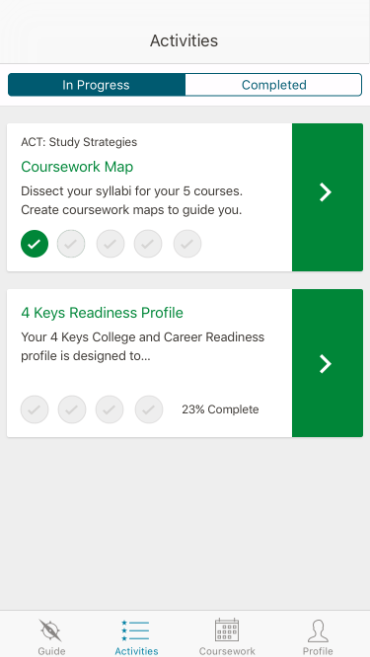 Activities
In Progress
Completed
ACT: Study Strategies
Coursework Map
Dissect your syllabi for your 5 courses.
Create coursework maps to guide you.
4 Keys Readiness Profile
Your 4 Keys College and Career Readiness
profile is designed to...
23% Complete
Guide
Activities
Coursework
Profile